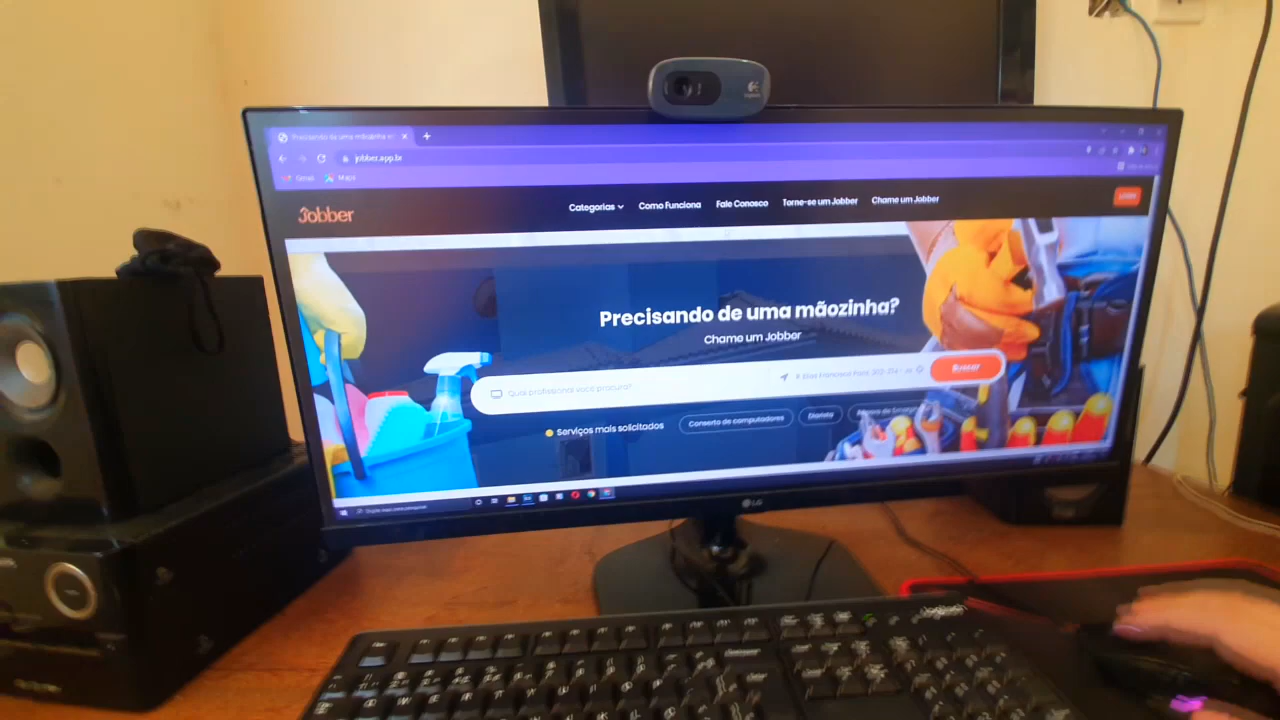 logitech
Precisando de uma mãozinha
jobber.app.br
Gmail
Maps
Jobber
Categorias
Como Funciona
Fale Conosco
Torne-se um Jobber
Chame um Jobber
LOGIN
Precisando de uma mãozinha?
Chame um Jobber
Qual profissional você procura?
Buscar
Serviços mais solicitados
Conserto de computadores
Diarista
LG
Logitech